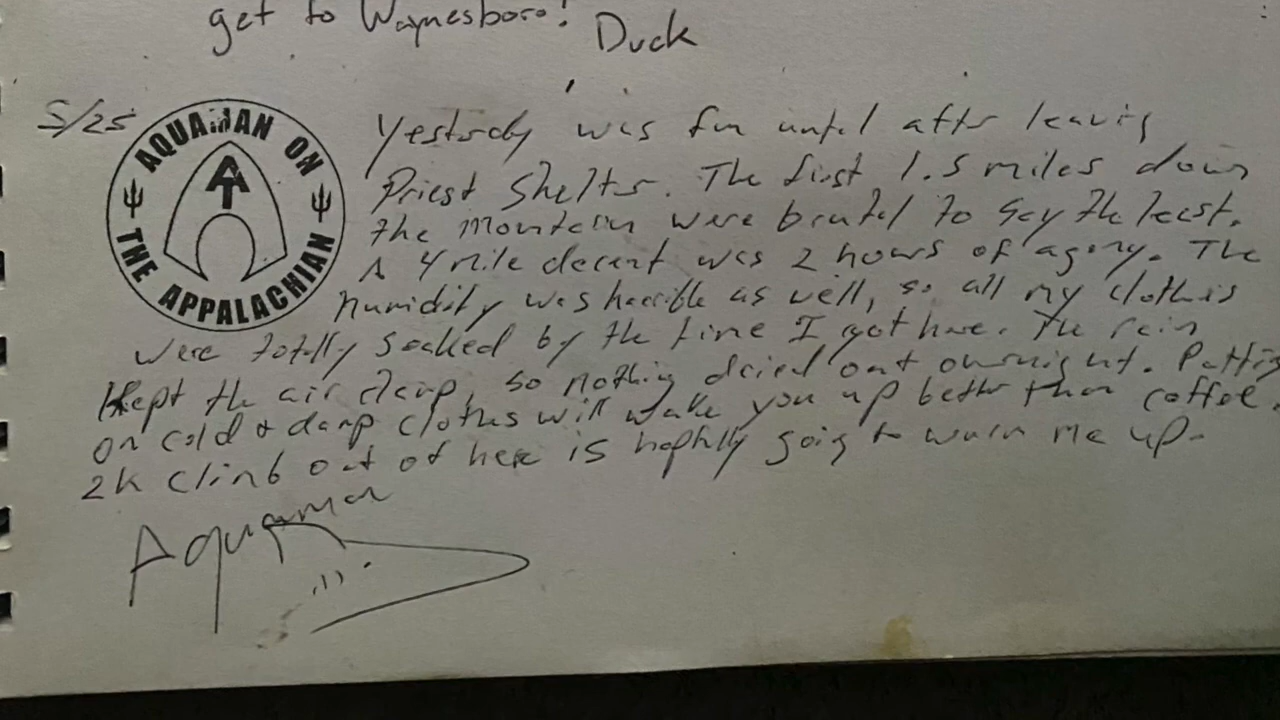 get to Waynesboro!
Duck
5/25
AQUAMAN ON
THE APPALACHIAN
AT
Yesterdy was fun until after leaving
Priest Shelter. The first 1.5 miles down
the mountain were brutal to say the least.
A 4 mile decent was 2 hours of agony. The
humidity was horrible as well, so all my clothes
were totally soaked by the time I got here. The rain
kept the air damp, so nothing dried out overnight. Putting
on cold & damp clothes will wake you up better than coffee.
2K climb out of here is hopfully going to warm me up.
Aquaman